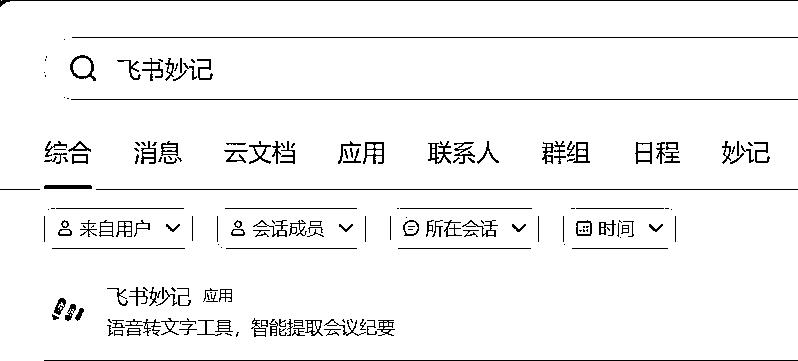 飞书妙记
综合 消息 云文档 应用 联系人 群组 日程 妙记
来自用户 会话成员 所在会话 时间
飞书妙记 应用
语音转文字工具，智能提取会议纪要